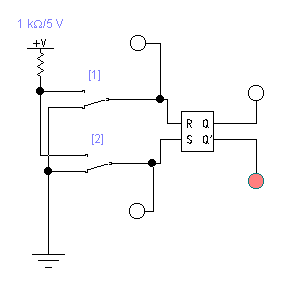 1 kΩ/5 V
+V
[1]
R Q
S Q'
[2]